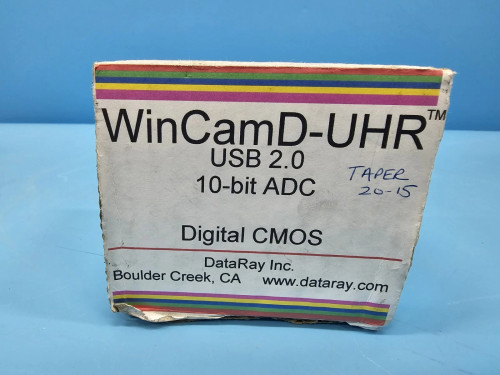 WinCamD-UHR™
USB 2.0
10-bit ADC
TAPER
20-15
Digital CMOS
DataRay Inc.
Boulder Creek, CA www.dataray.com